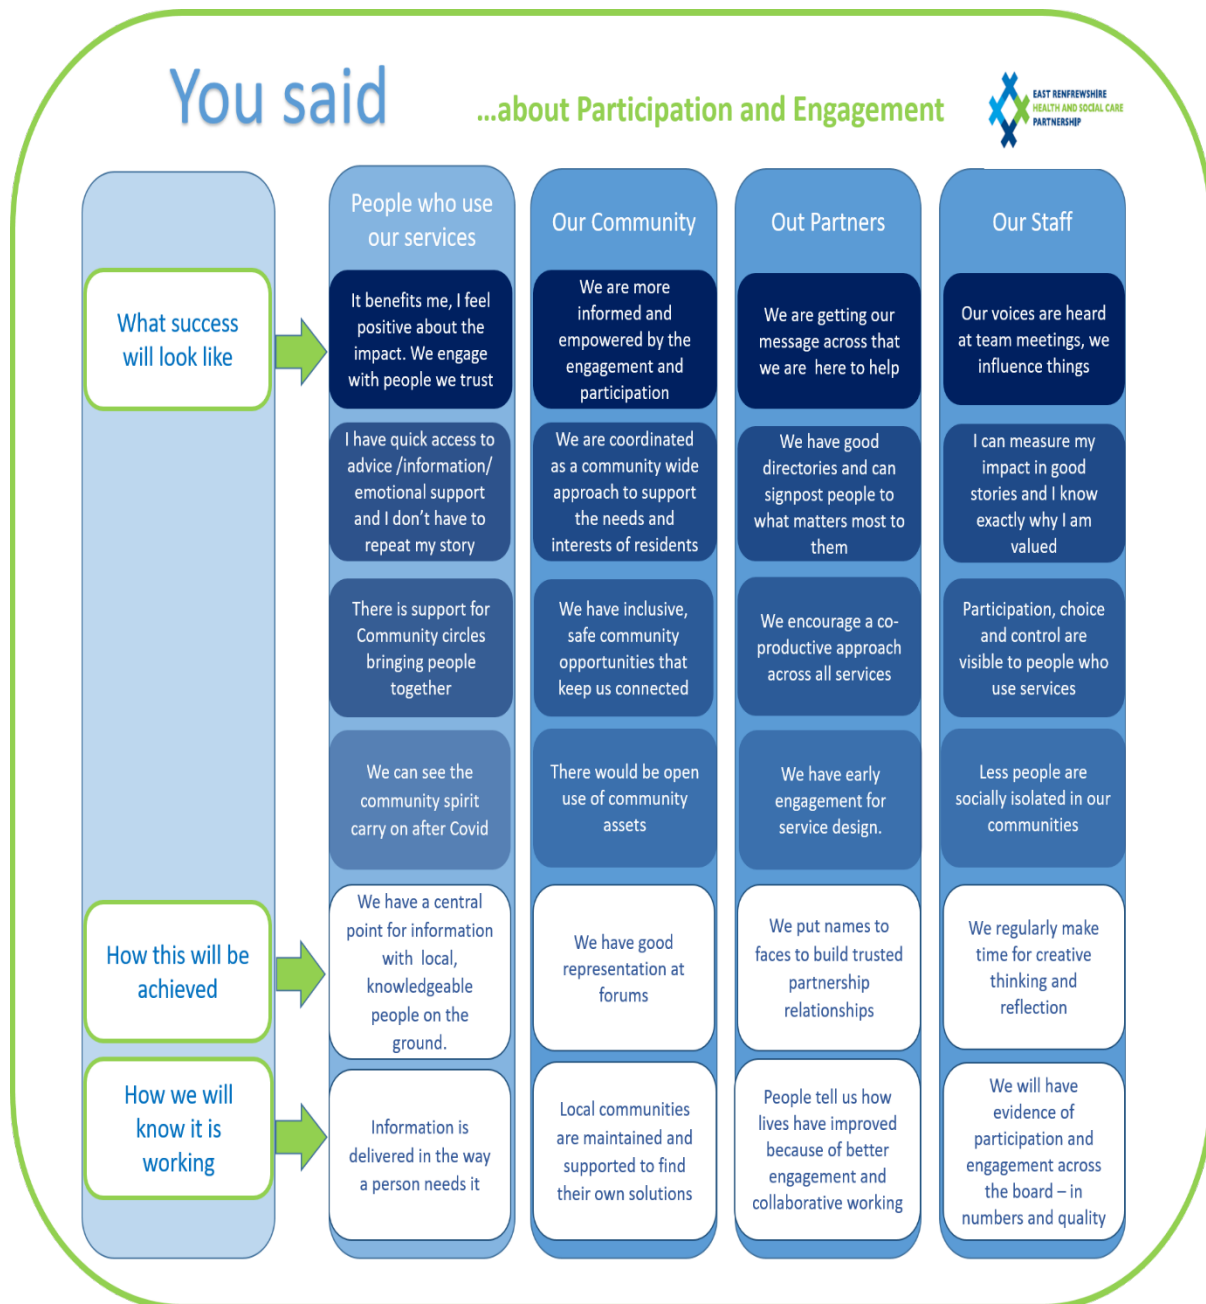 You said
...about Participation and Engagement
EAST RENFREWSHIRE
HEALTH AND SOCIAL CARE
PARTNERSHIP
People who use
our services
Our Community
Out Partners
Our Staff
What success
will look like
It benefits me, I feel
positive about the
impact. We engage
with people we trust
We are more
informed and
empowered by the
engagement and
participation
We are getting our
message across that
we are here to help
Our voices are heard
at team meetings, we
influence things
I have quick access to
advice /information/
emotional support
and I don't have to
repeat my story
We are coordinated
as a community wide
approach to support
the needs and
interests of residents
We have good
directories and can
signpost people to
what matters most to
them
I can measure my
impact in good
stories and I know
exactly why I am
valued
There is support for
Community circles
bringing people
together
We have inclusive,
safe community
opportunities that
keep us connected
We encourage a co-
productive approach
across all services
Participation, choice
and control are
visible to people who
use services
We can see the
community spirit
carry on after Covid
There would be open
use of community
assets
We have early
engagement for
service design.
Less people are
socially isolated in our
communities
How this will be
achieved
We have a central
point for information
with local,
knowledgeable
people on the
ground.
We have good
representation at
forums
We put names to
faces to build trusted
partnership
relationships
We regularly make
time for creative
thinking and
reflection
How we will
know it is
working
Information is
delivered in the way
a person needs it
Local communities
are maintained and
supported to find
their own solutions
People tell us how
lives have improved
because of better
engagement and
collaborative working
We will have
evidence of
participation and
engagement across
the board – in
numbers and quality